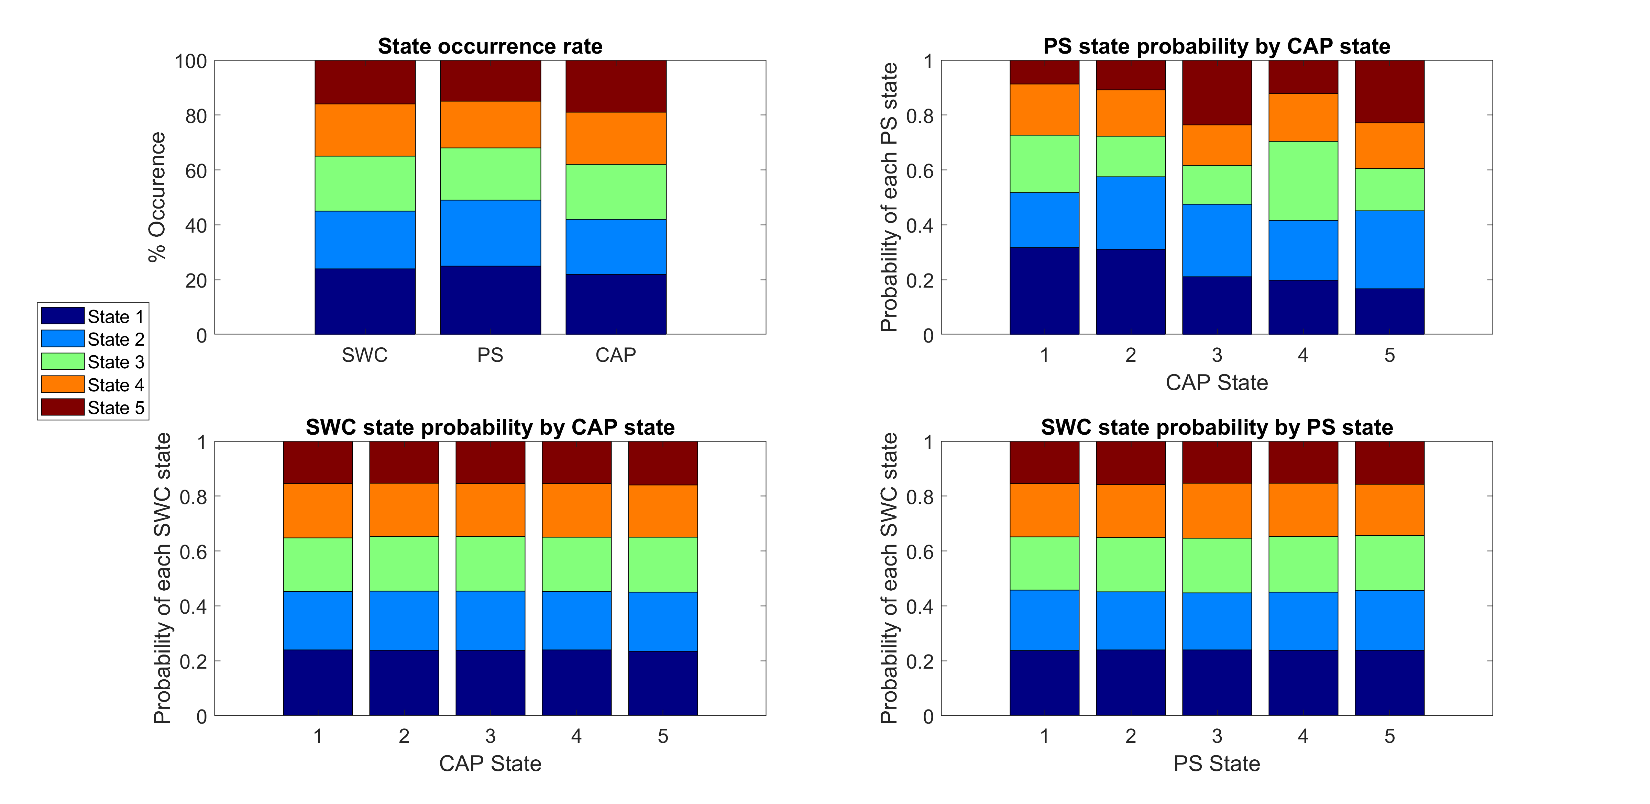 State occurrence rate
% Occurence
100
80
60
40
20
0
SWC PS CAP
PS state probability by CAP state
Probability of each PS state
1
0.8
0.6
0.4
0.2
0
1 2 3 4 5
CAP State
State 1
State 2
State 3
State 4
State 5
SWC state probability by CAP state
Probability of each SWC state
1
0.8
0.6
0.4
0.2
0
1 2 3 4 5
CAP State
SWC state probability by PS state
Probability of each SWC state
1
0.8
0.6
0.4
0.2
0
1 2 3 4 5
PS State